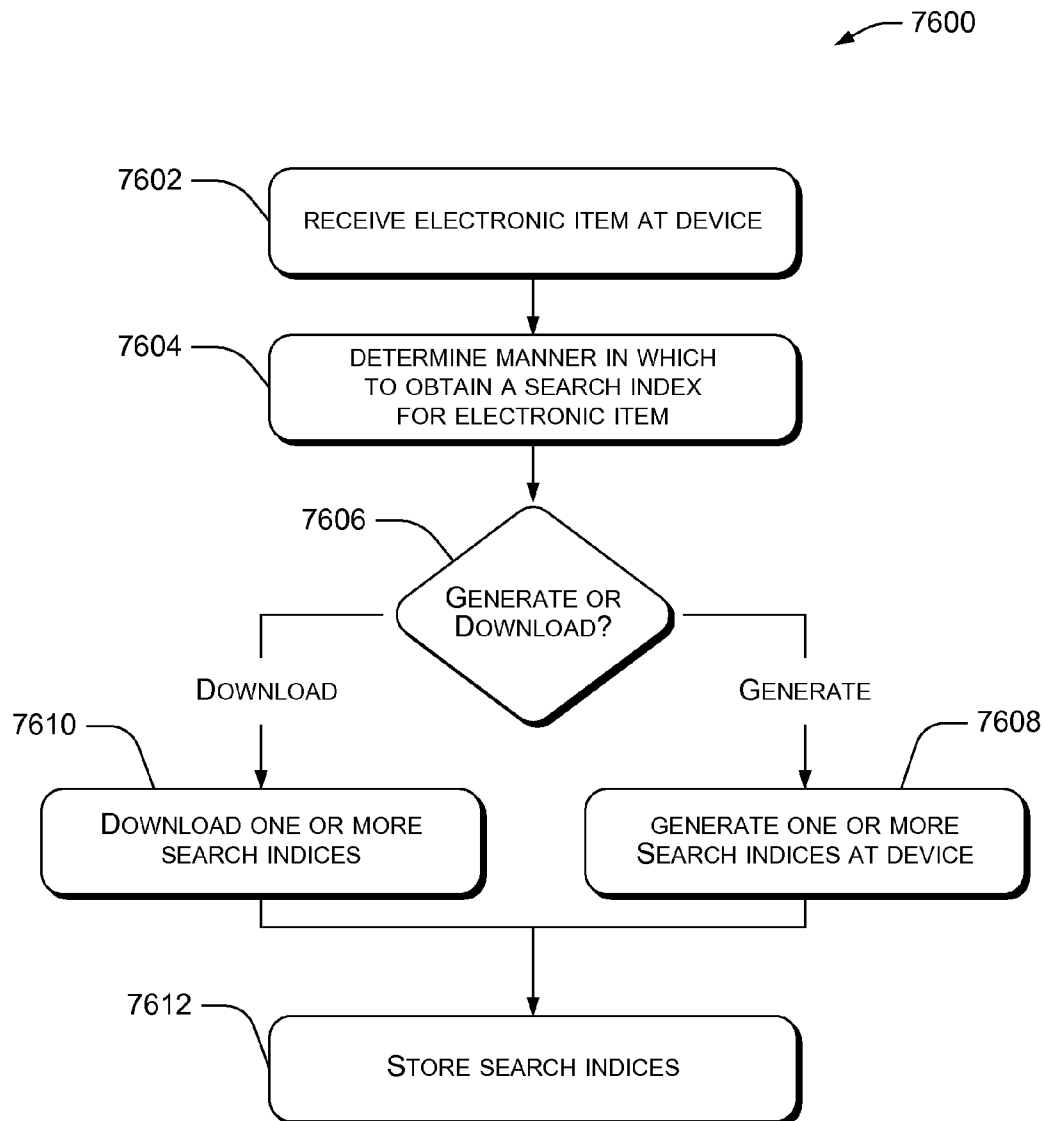 7600
7602
RECEIVE ELECTRONIC ITEM AT DEVICE
7604
DETERMINE MANNER IN WHICH
TO OBTAIN A SEARCH INDEX
FOR ELECTRONIC ITEM
7606
GENERATE OR
DOWNLOAD?
DOWNLOAD
GENERATE
7610
7608
DOWNLOAD ONE OR MORE
SEARCH INDICES
GENERATE ONE OR MORE
SEARCH INDICES AT DEVICE
7612
STORE SEARCH INDICES